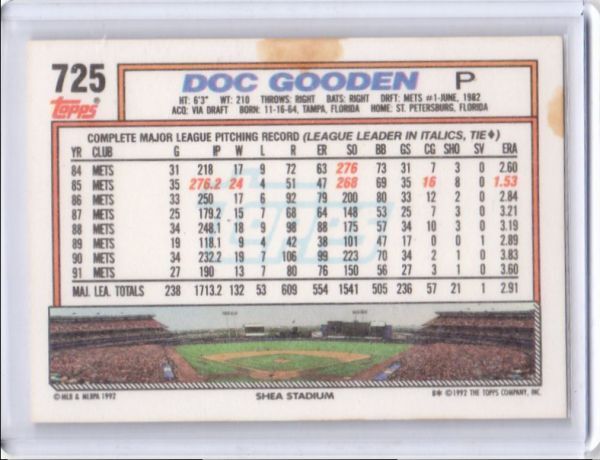 725 DOC GOODEN P
Topps HT: 6'3" WT: 210 THROWS: RIGHT BATS: RIGHT DRFT: METS #1-JUNE, 1982
ACQ: VIA DRAFT BORN: 11-16-64, TAMPA, FLORIDA HOME: ST. PETERSBURG, FLORIDA
COMPLETE MAJOR LEAGUE PITCHING RECORD (LEAGUE LEADER IN ITALICS, TIE♦)
YR CLUB G IP W L R ER SO BB GS CG SHO SV ERA
84 METS 31 218 17 72 63 276 73 31 7 3 0 2.60
85 METS 35 276.2 24 4 51 47 268 69 35 16 8 0 1.53
86 METS 33 250 17 6 92 79 200 80 33 12 2 0 2.84
87 METS 25 179.2 15 7 68 64 148 53 25 7 3 0 3.21
88 METS 34 248.1 18 9 98 88 175 57 34 10 3 0 3.19
89 METS 19 118.1 9 4 42 38 101 47 17 0 0 1 2.89
90 METS 34 232.2 19 7 106 99 223 70 34 2 1 0 3.83
91 METS 27 190 13 7 80 76 150 56 27 3 1 0 3.60
MAJ. LEA. TOTALS 238 1713.2 132 53 609 554 1541 505 236 57 21 1 2.91
©MLB & MLBPA 1992 SHEA STADIUM B* ©1992 THE TOPPS COMPANY, INC.